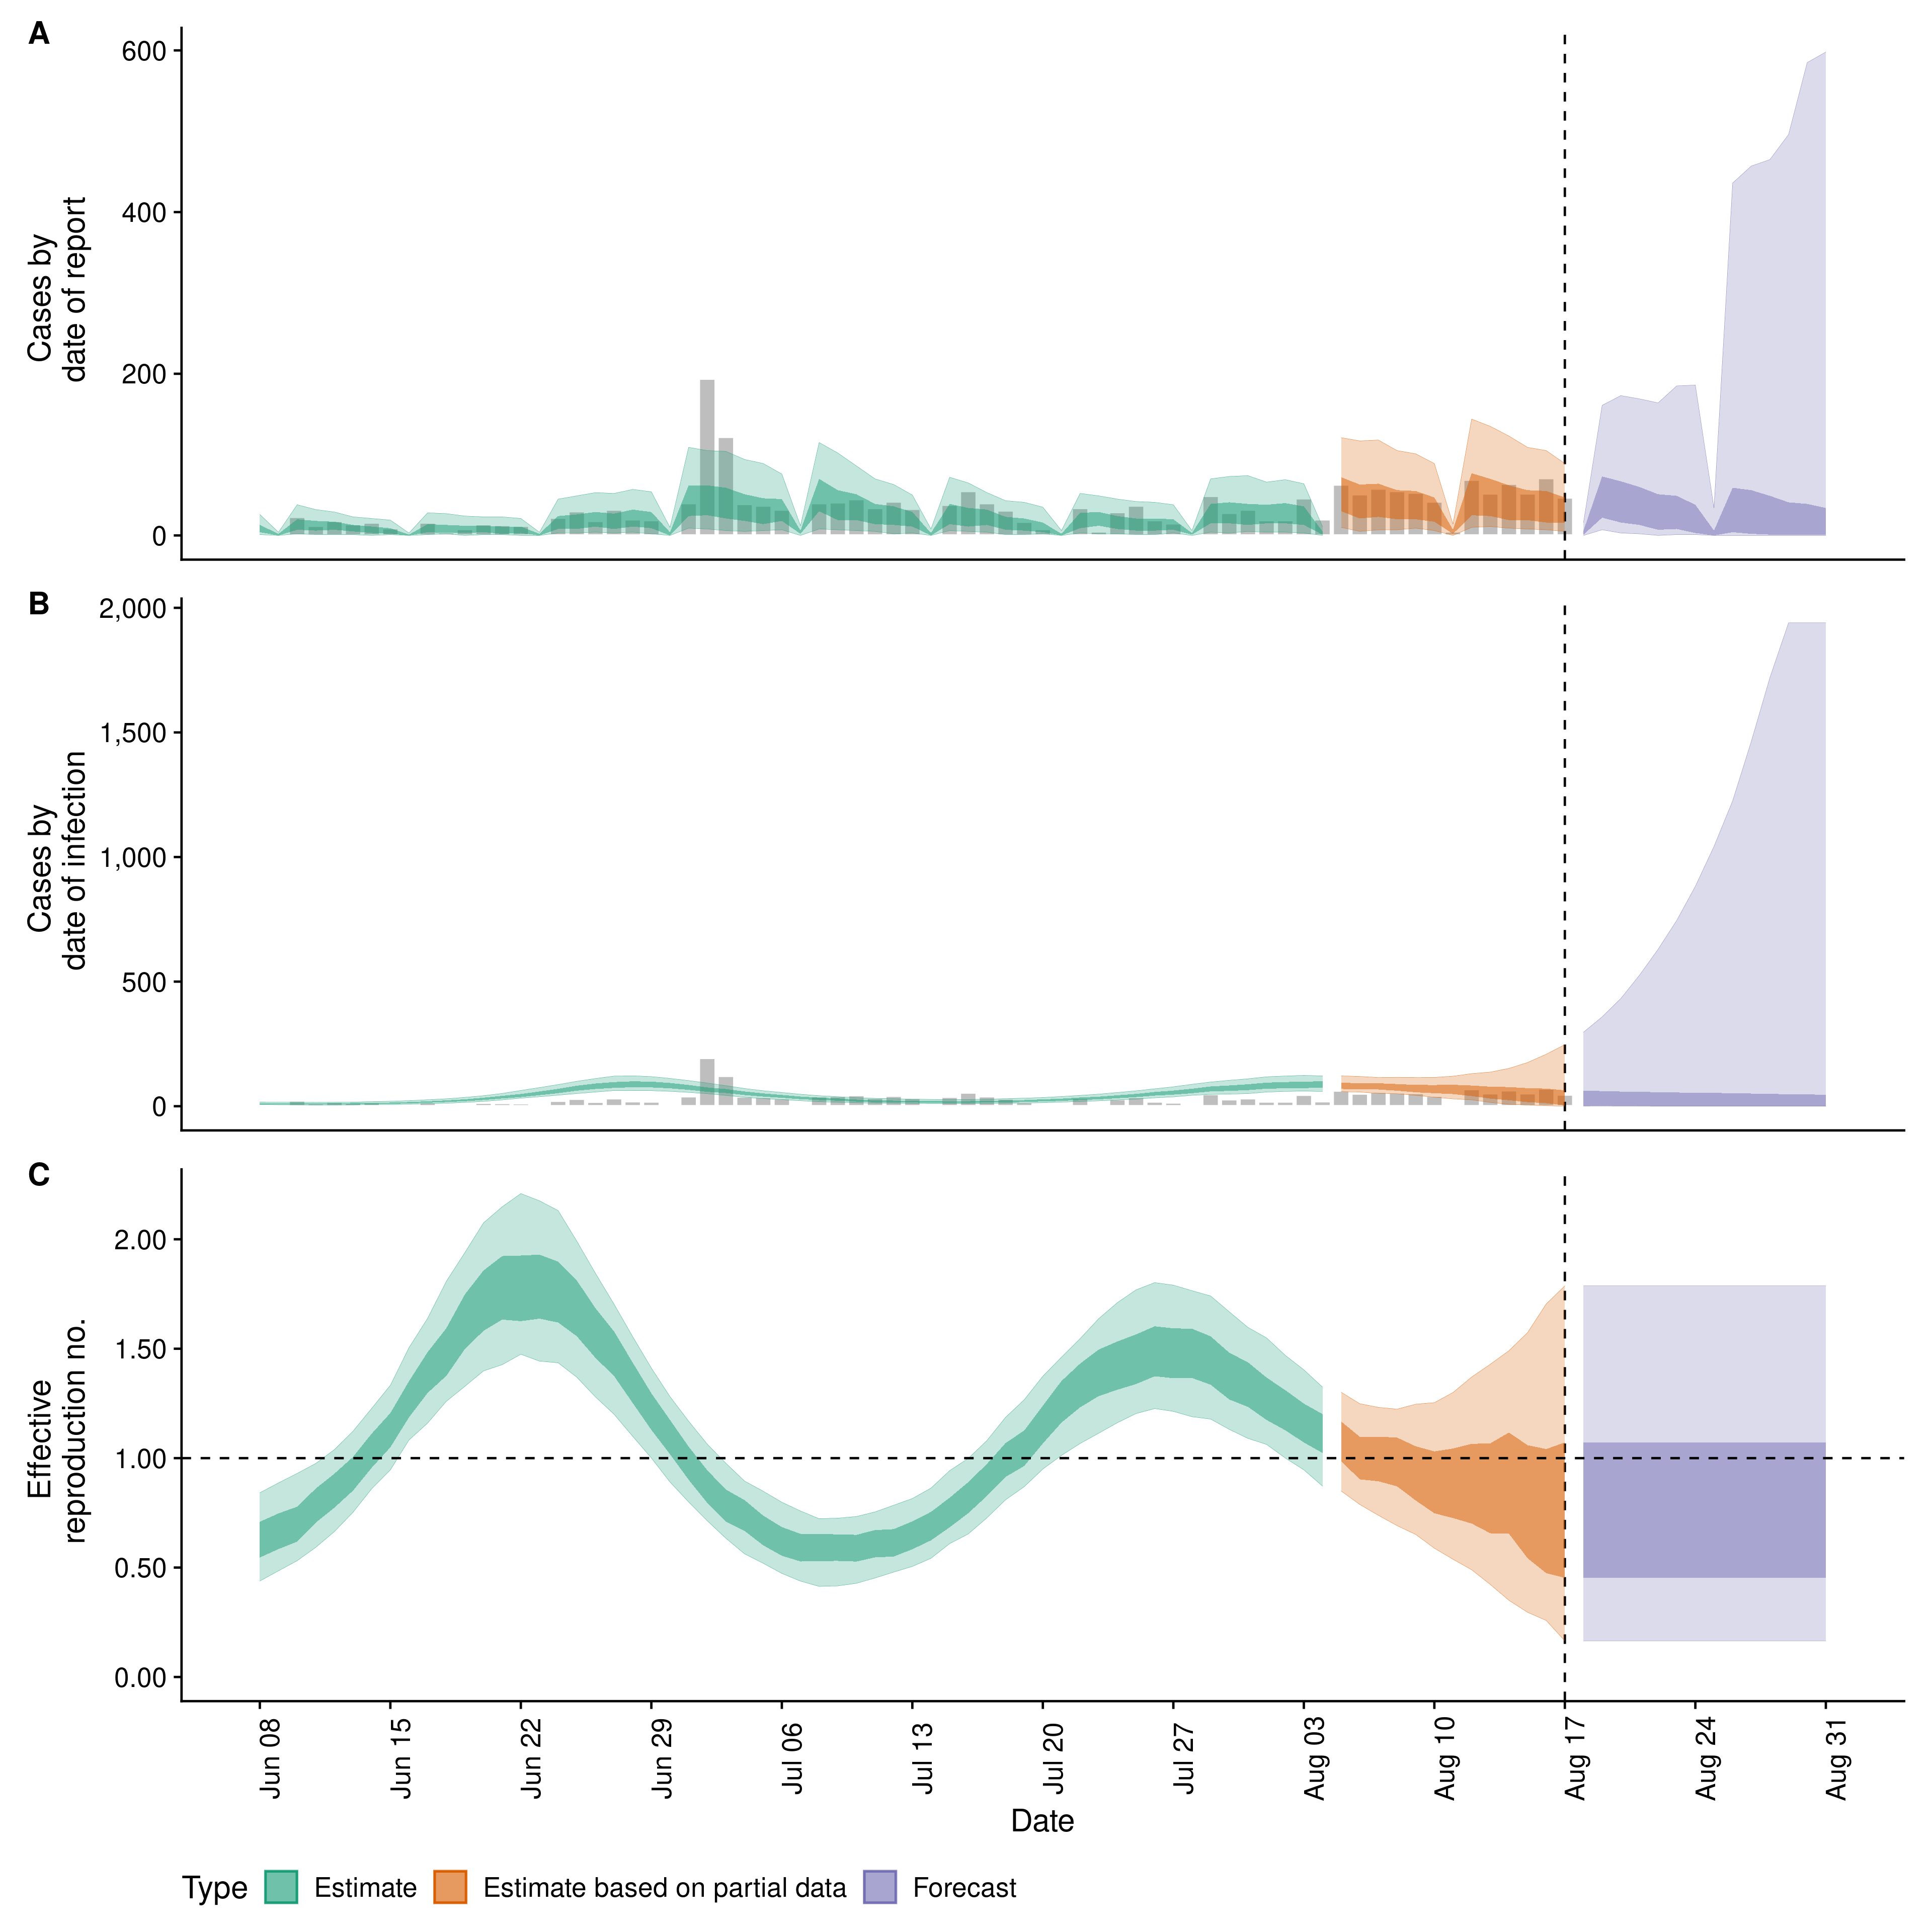 A
Cases by
date of report
600
400
200
0
B
Cases by
date of infection
2,000
1,500
1,000
500
0
C
Effective
reproduction no.
2.00
1.50
1.00
0.50
0.00
Jun 08
Jun 15
Jun 22
Jun 29
Jul 06
Jul 13
Jul 20
Jul 27
Aug 03
Aug 10
Aug 17
Aug 24
Aug 31
Date
Type Estimate Estimate based on partial data Forecast